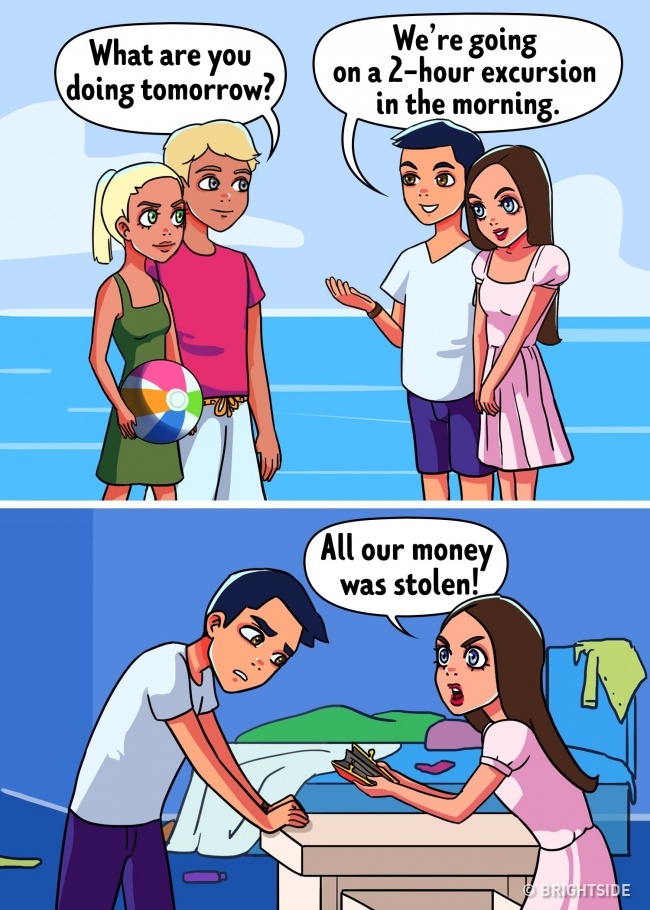 What are you
doing tomorrow?
We're going
on a 2-hour excursion
in the morning.
All our money
was stolen!
© BRIGHTSIDE